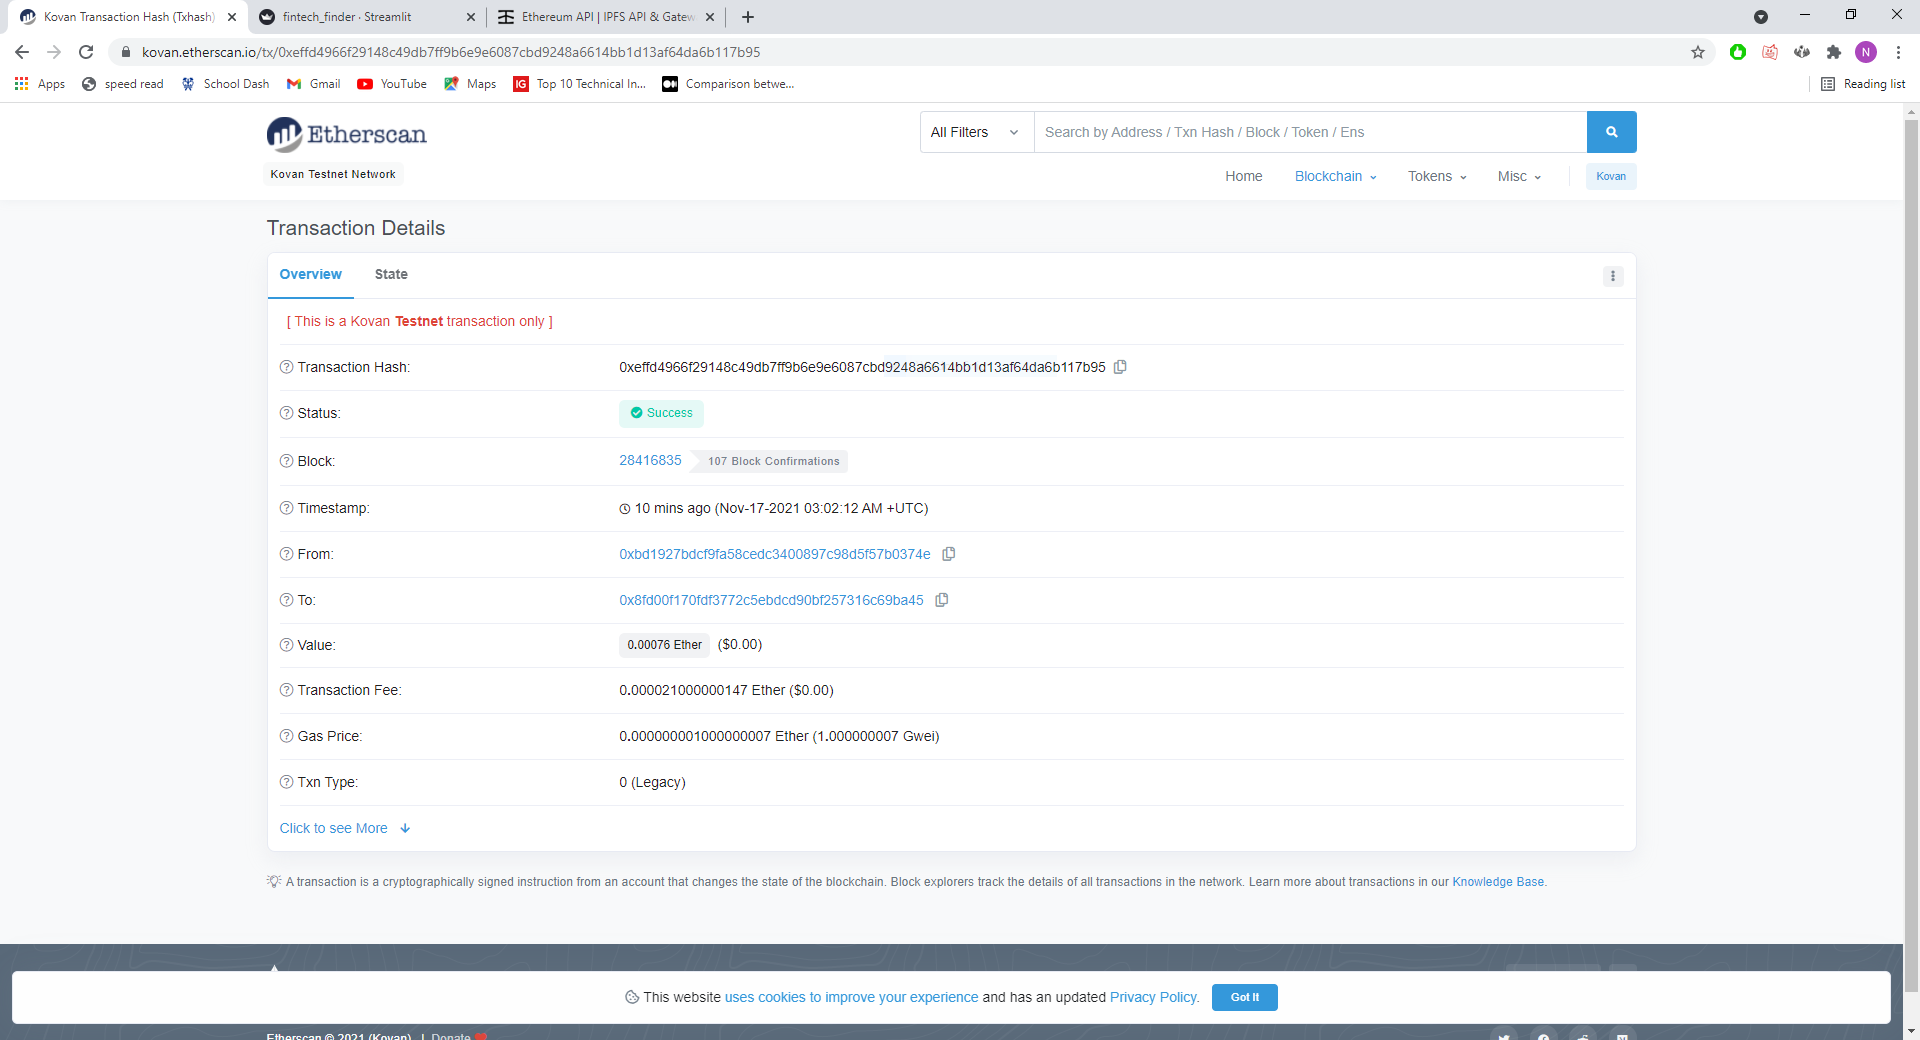 Kovan Transaction Hash (Txhash)
fintech_finder · Streamlit
Ethereum API | IPFS API & Gatew
kovan.etherscan.io/tx/0xeffd4966f29148c49db7ff9b6e9e6087cbd9248a6614bb1d13af64da6b117b95
N
Apps speed read School Dash Gmail YouTube Maps IG Top 10 Technical In... Comparison betwe... Reading list
Etherscan
All Filters Search by Address / Txn Hash / Block / Token / Ens
Kovan Testnet Network
Home Blockchain Tokens Misc Kovan
Transaction Details
Overview State
[ This is a Kovan Testnet transaction only ]
Transaction Hash: 0xeffd4966f29148c49db7ff9b6e9e6087cbd9248a6614bb1d13af64da6b117b95
Status: Success
Block: 28416835 107 Block Confirmations
Timestamp: 10 mins ago (Nov-17-2021 03:02:12 AM +UTC)
From: 0xbd1927bdcf9fa58cedc3400897c98d5f57b0374e
To: 0x8fd00f170fdf3772c5ebdcd90bf257316c69ba45
Value: 0.00076 Ether ($0.00)
Transaction Fee: 0.000021000000147 Ether ($0.00)
Gas Price: 0.000000001000000007 Ether (1.000000007 Gwei)
Txn Type: 0 (Legacy)
Click to see More
A transaction is a cryptographically signed instruction from an account that changes the state of the blockchain. Block explorers track the details of all transactions in the network. Learn more about transactions in our Knowledge Base.
This website uses cookies to improve your experience and has an updated Privacy Policy. Got It
Etherscan © 2021 (Kovan) | Donate